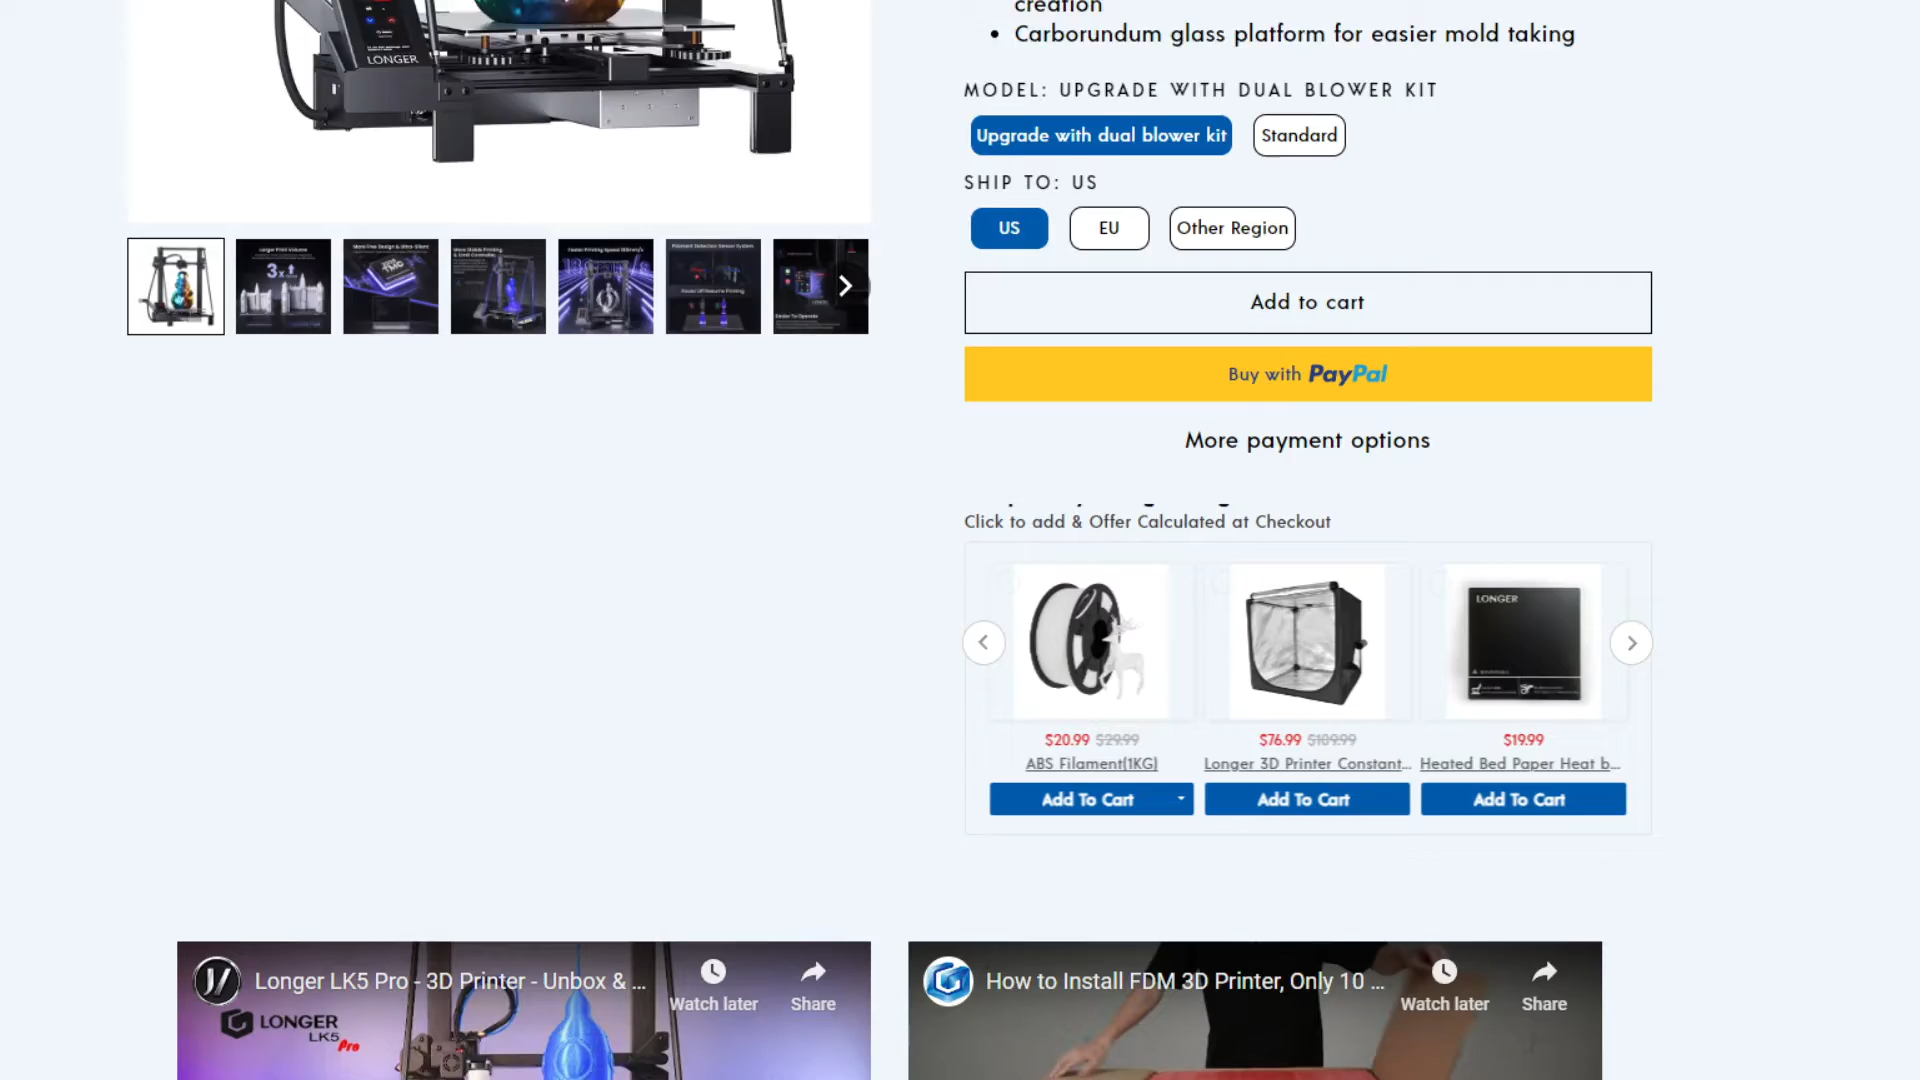 creation
Carborundum glass platform for easier mold taking
MODEL: UPGRADE WITH DUAL BLOWER KIT
Upgrade with dual blower kit
Standard
SHIP TO: US
US
EU
Other Region
LONGER
3x
Add to cart
Buy with PayPal
More payment options
Click to add & Offer Calculated at Checkout
LONGER
$20.99 $29.99
$76.99 $109.99
$19.99
ABS Filament(1KG)
Longer 3D Printer Constant...
Heated Bed Paper Heat b...
Add To Cart
Add To Cart
Add To Cart
Longer LK5 Pro - 3D Printer - Unbox & ...
Watch later
Share
LONGER
LK5
Pro
How to Install FDM 3D Printer, Only 10 ...
Watch later
Share